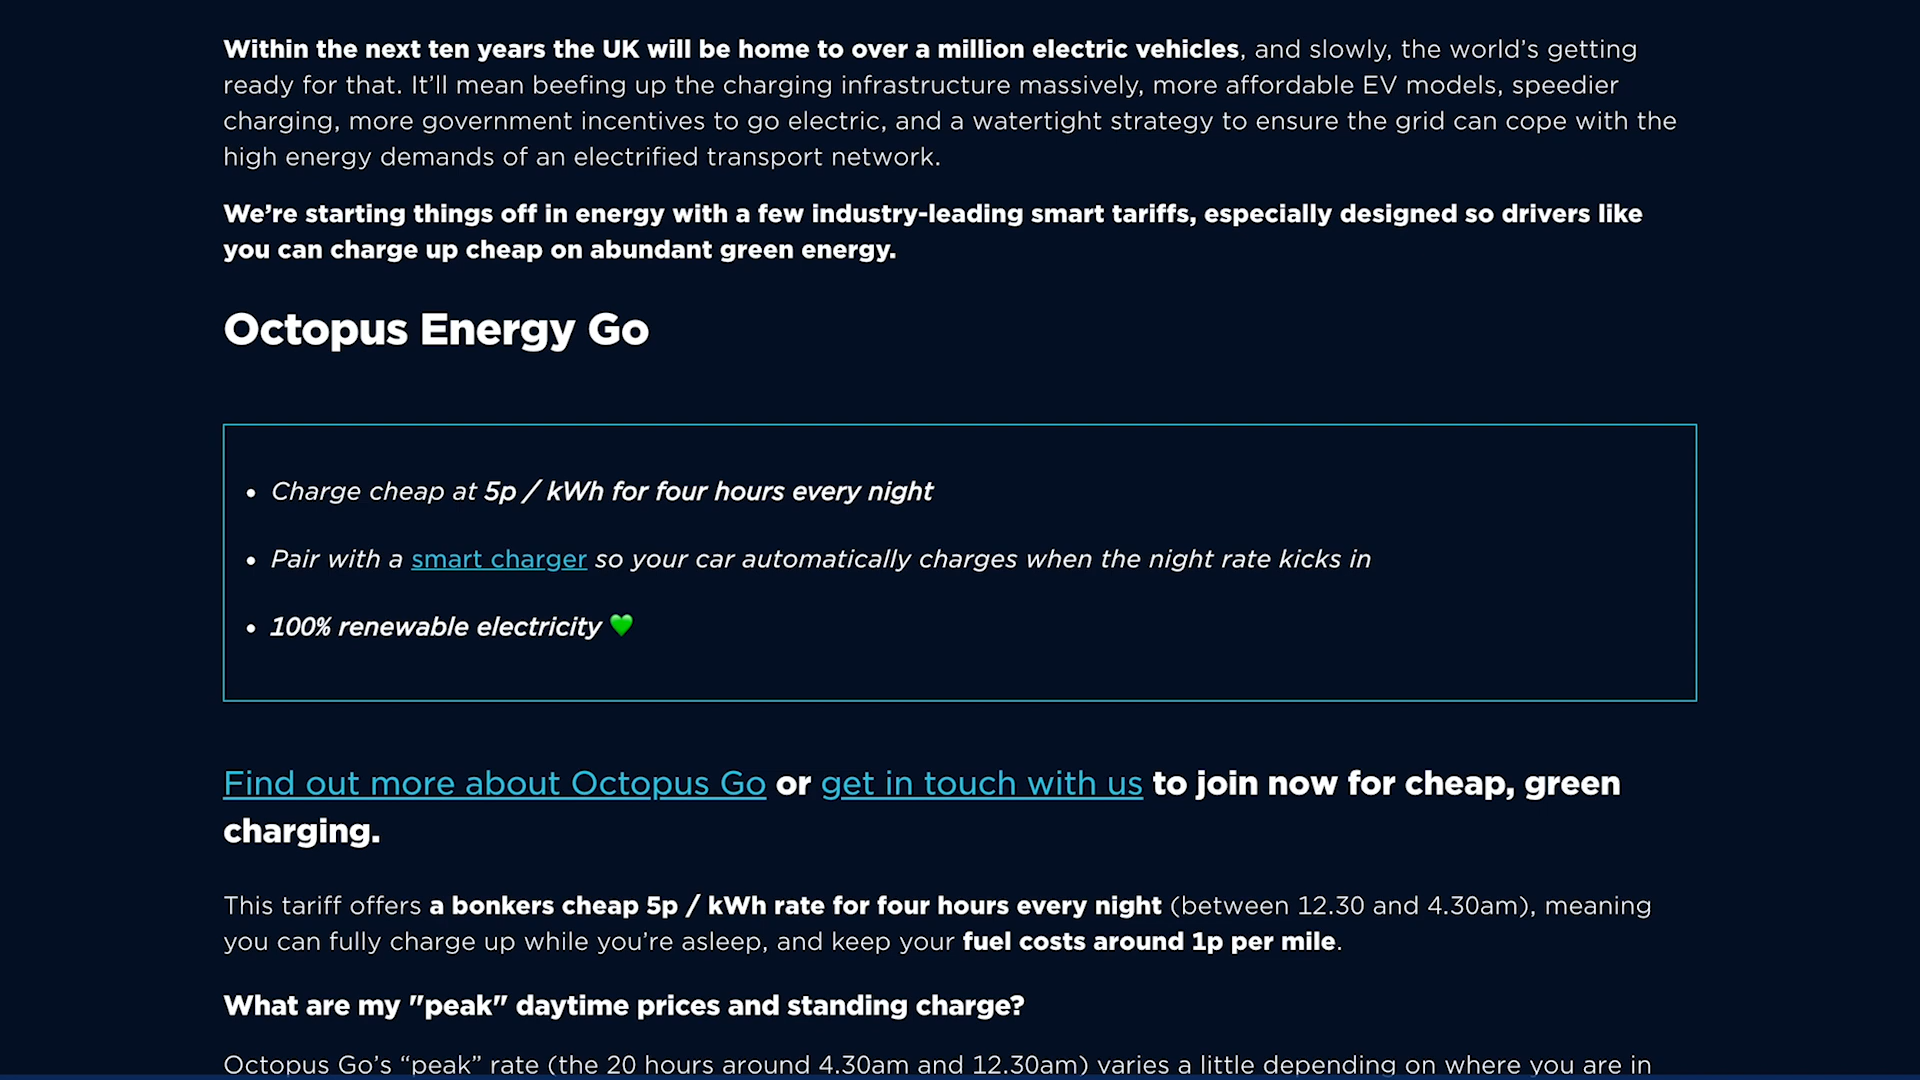 Within the next ten years the UK will be home to over a million electric vehicles, and slowly, the world’s getting
ready for that. It’ll mean beefing up the charging infrastructure massively, more affordable EV models, speedier
charging, more government incentives to go electric, and a watertight strategy to ensure the grid can cope with the
high energy demands of an electrified transport network.
We’re starting things off in energy with a few industry-leading smart tariffs, especially designed so drivers like
you can charge up cheap on abundant green energy.
Octopus Energy Go
• Charge cheap at 5p / kWh for four hours every night
• Pair with a smart charger so your car automatically charges when the night rate kicks in
• 100% renewable electricity 💚
Find out more about Octopus Go or get in touch with us to join now for cheap, green
charging.
This tariff offers a bonkers cheap 5p / kWh rate for four hours every night (between 12.30 and 4.30am), meaning
you can fully charge up while you’re asleep, and keep your fuel costs around 1p per mile.
What are my "peak" daytime prices and standing charge?
Octopus Go’s “peak” rate (the 20 hours around 4.30am and 12.30am) varies a little depending on where you are in